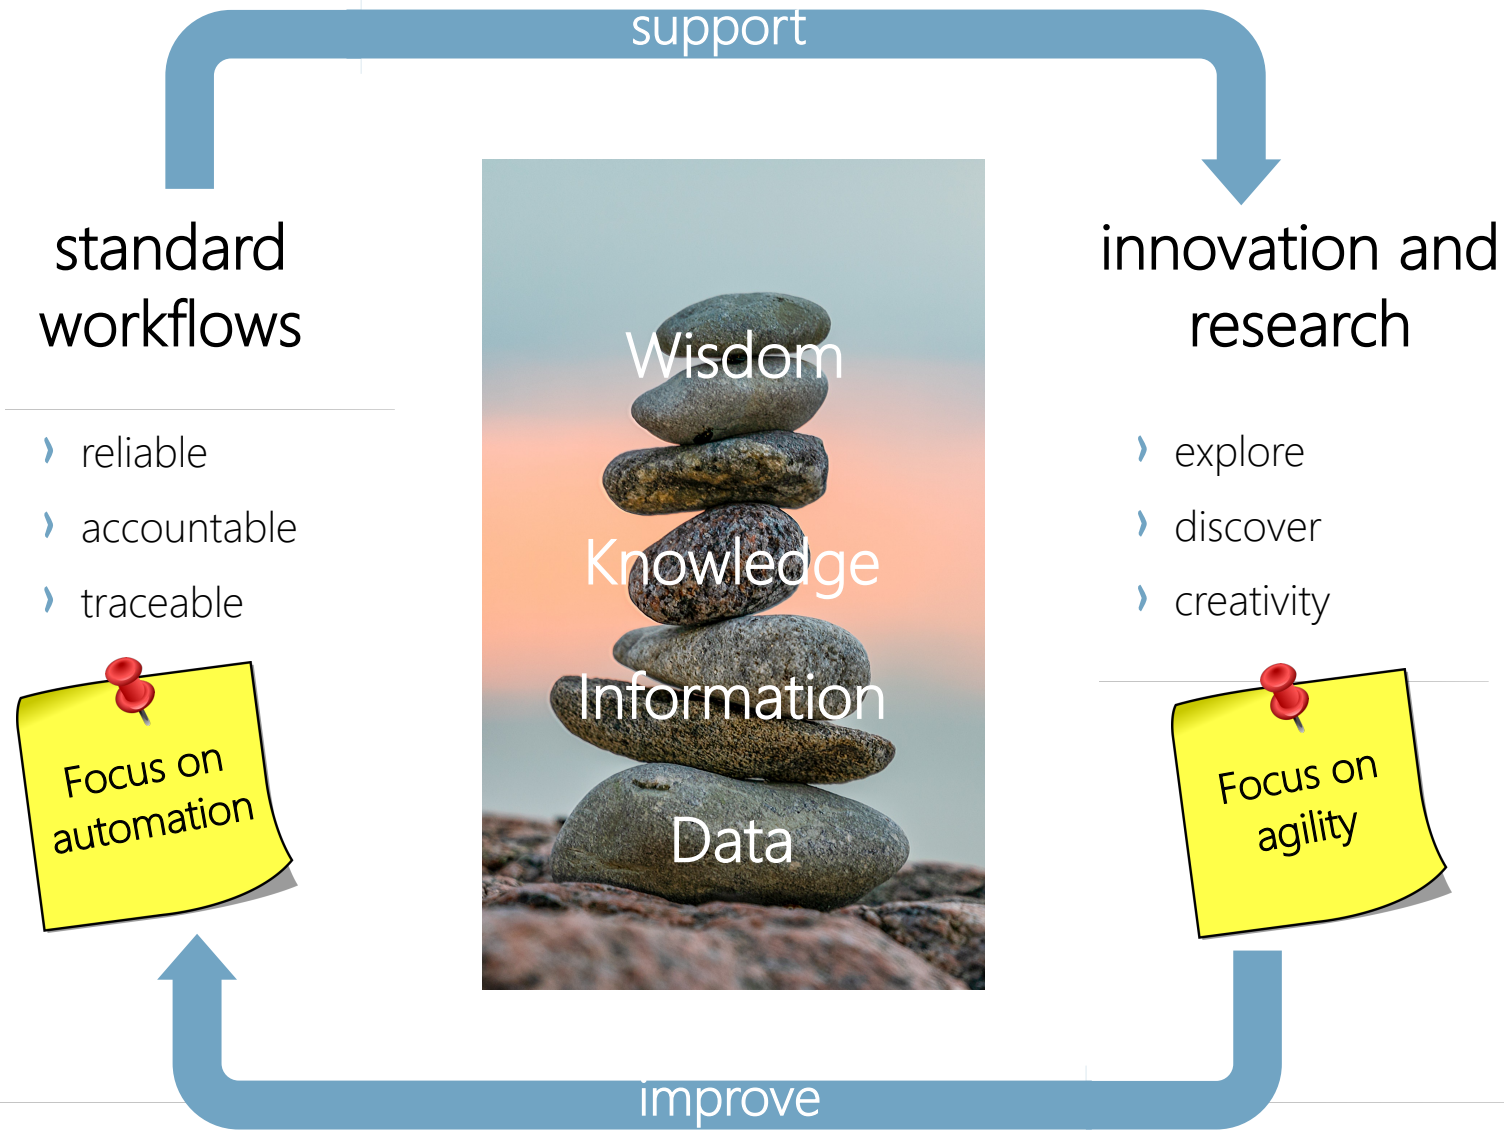 support
standard
workflows
reliable
accountable
traceable
Focus on
automation
Wisdom
Knowledge
Information
Data
innovation and
research
explore
discover
creativity
Focus on
agility
improve